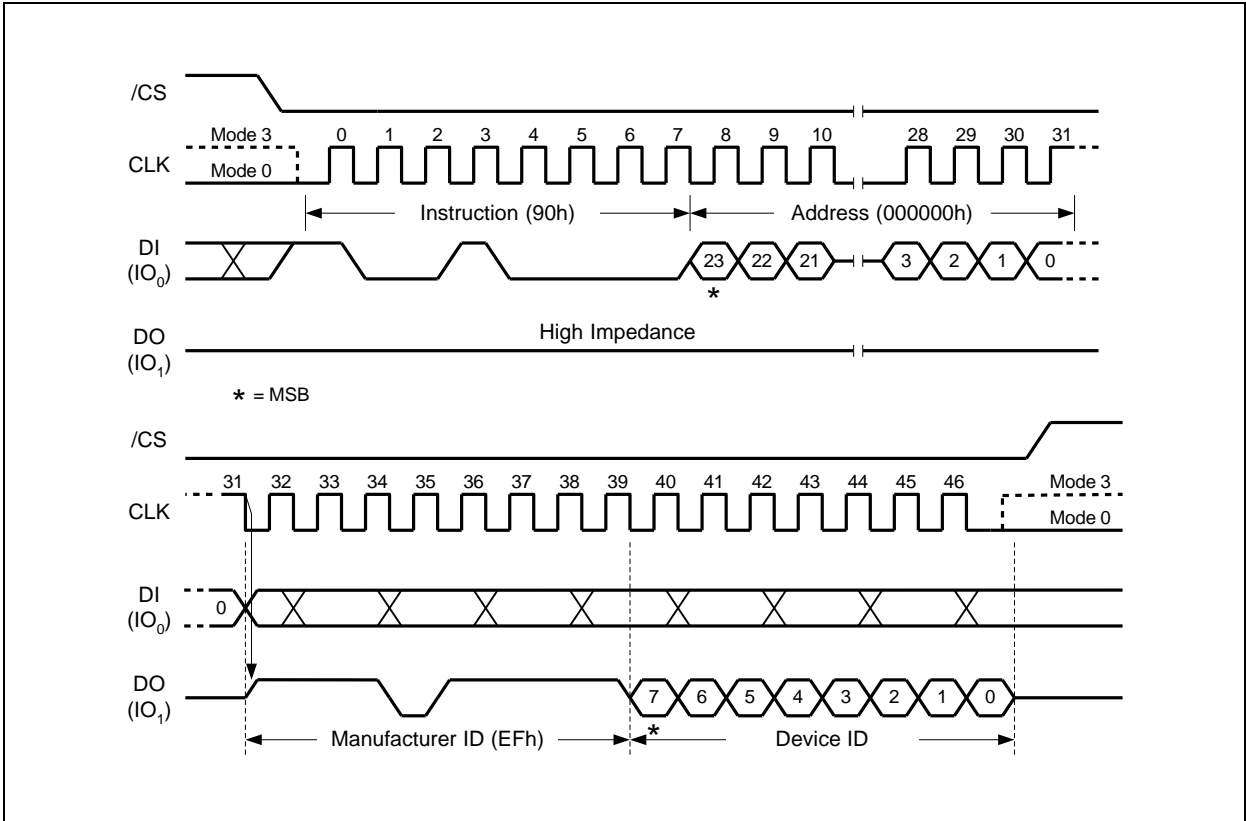 /CS
Mode 3
0 1 2 3 4 5 6 7 8 9 10 28 29 30 31
CLK
Mode 0
Instruction (90h)
Address (000000h)
DI
(IO₀)
23 22 21 3 2 1 0
*
DO
(IO₁)
High Impedance
* = MSB
/CS
31 32 33 34 35 36 37 38 39 40 41 42 43 44 45 46
Mode 3
CLK
Mode 0
DI
(IO₀)
0
DO
(IO₁)
7 6 5 4 3 2 1 0
*
Manufacturer ID (EFh)
Device ID